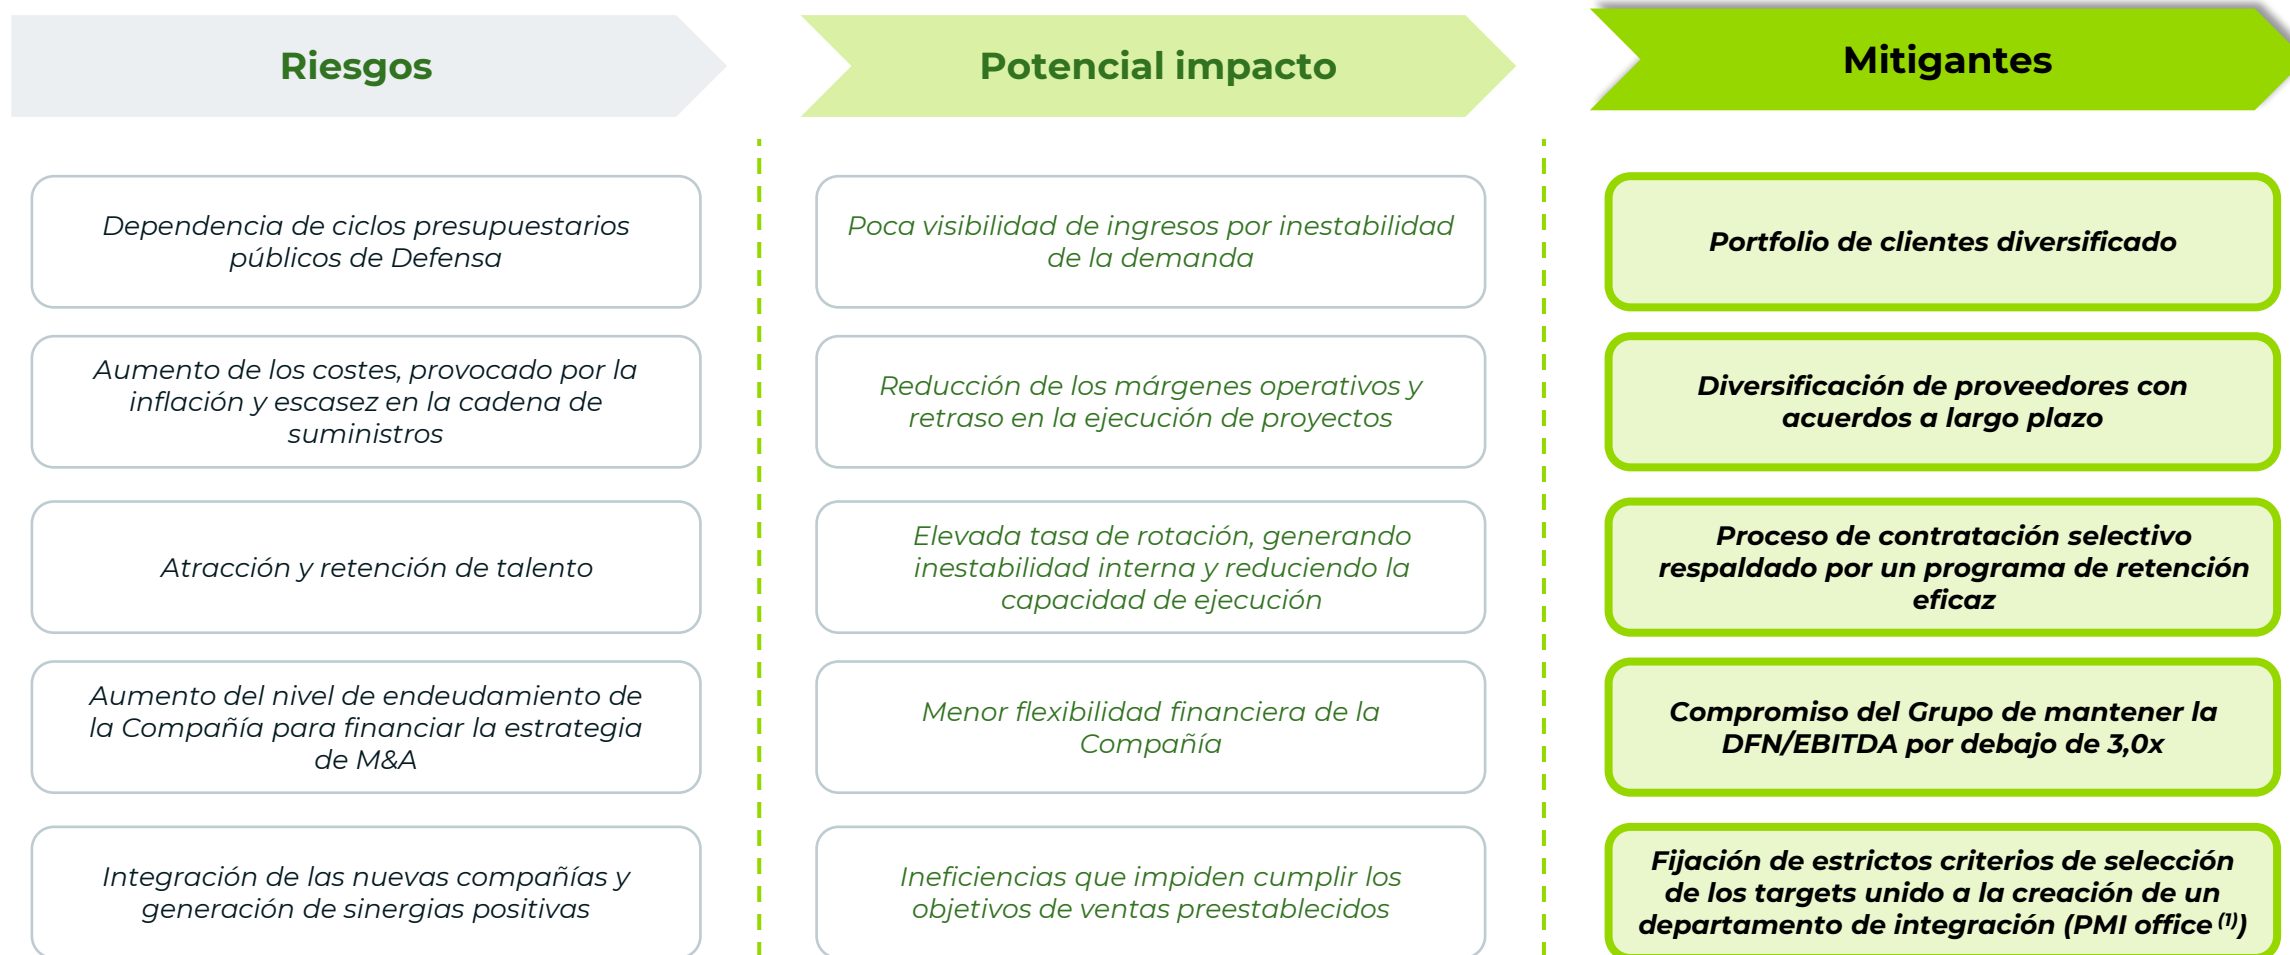 Riesgos
Potencial impacto
Mitigantes
Dependencia de ciclos presupuestarios
públicos de Defensa
Poca visibilidad de ingresos por inestabilidad
de la demanda
Portfolio de clientes diversificado
Aumento de los costes, provocado por la
inflación y escasez en la cadena de
suministros
Reducción de los márgenes operativos y
retraso en la ejecución de proyectos
Diversificación de proveedores con
acuerdos a largo plazo
Atracción y retención de talento
Elevada tasa de rotación, generando
inestabilidad interna y reduciendo la
capacidad de ejecución
Proceso de contratación selectivo
respaldado por un programa de retención
eficaz
Aumento del nivel de endeudamiento de
la Compañía para financiar la estrategia
de M&A
Menor flexibilidad financiera de la
Compañía
Compromiso del Grupo de mantener la
DFN/EBITDA por debajo de 3,0x
Integración de las nuevas compañías y
generación de sinergias positivas
Ineficiencias que impiden cumplir los
objetivos de ventas preestablecidos
Fijación de estrictos criterios de selección
de los targets unido a la creación de un
departamento de integración (PMI office (1))